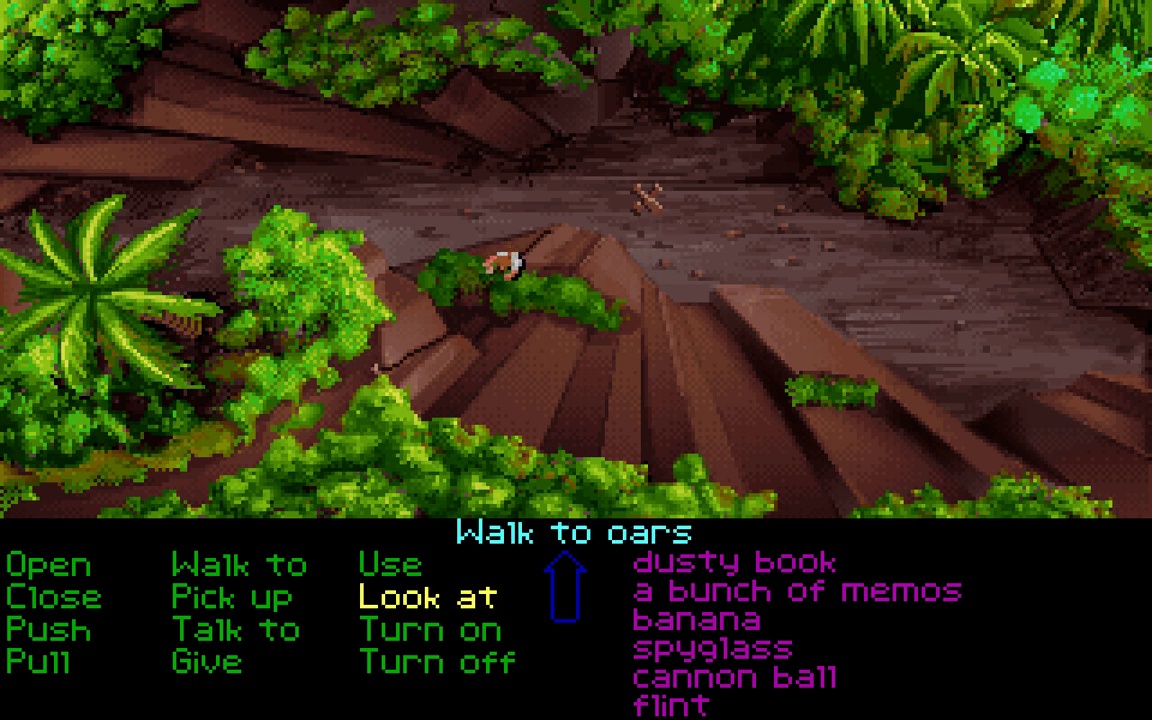 Walk to oars
Open Walk to Use
Close Pick up Look at
Push Talk to Turn on
Pull Give Turn off
dusty book
a bunch of memos
banana
spyglass
cannon ball
flint